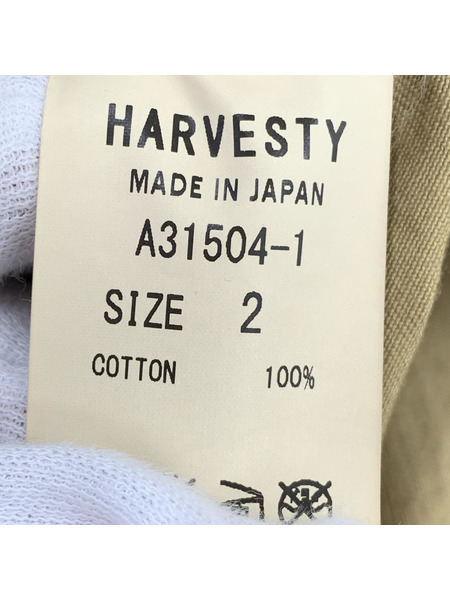 HARVESTY
MADE IN JAPAN
A31504-1
SIZE 2
COTTON 100%